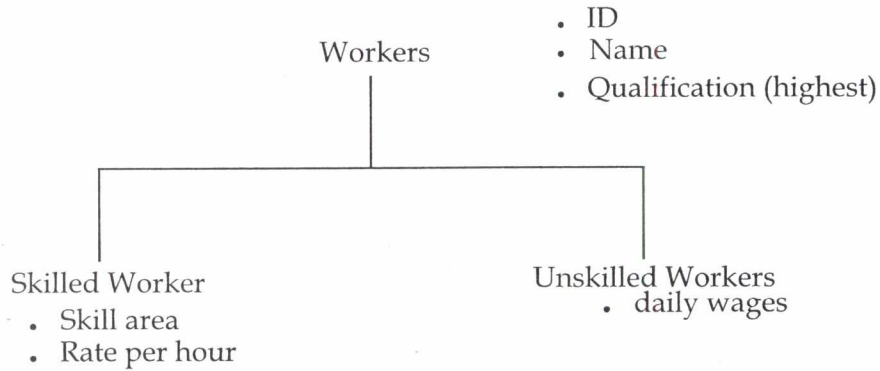 • ID
Workers
• Name
• Qualification (highest)
Skilled Worker
• Skill area
• Rate per hour
Unskilled Workers
• daily wages